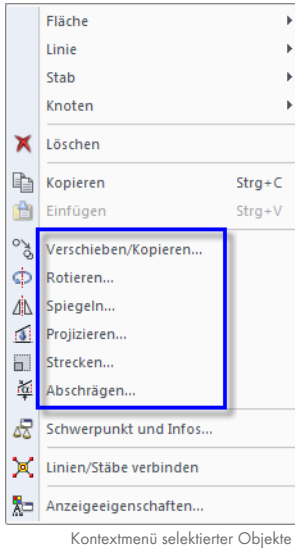 Fläche
Linie
Stab
Knoten
Löschen
Kopieren Strg+C
Einfügen Strg+V
Verschieben/Kopieren...
Rotieren...
Spiegeln...
Projizieren...
Strecken...
Abschrägen...
Schwerpunkt und Infos...
Linien/Stäbe verbinden
Anzeigeeigenschaften...
Kontextmenü selektierter Objekte